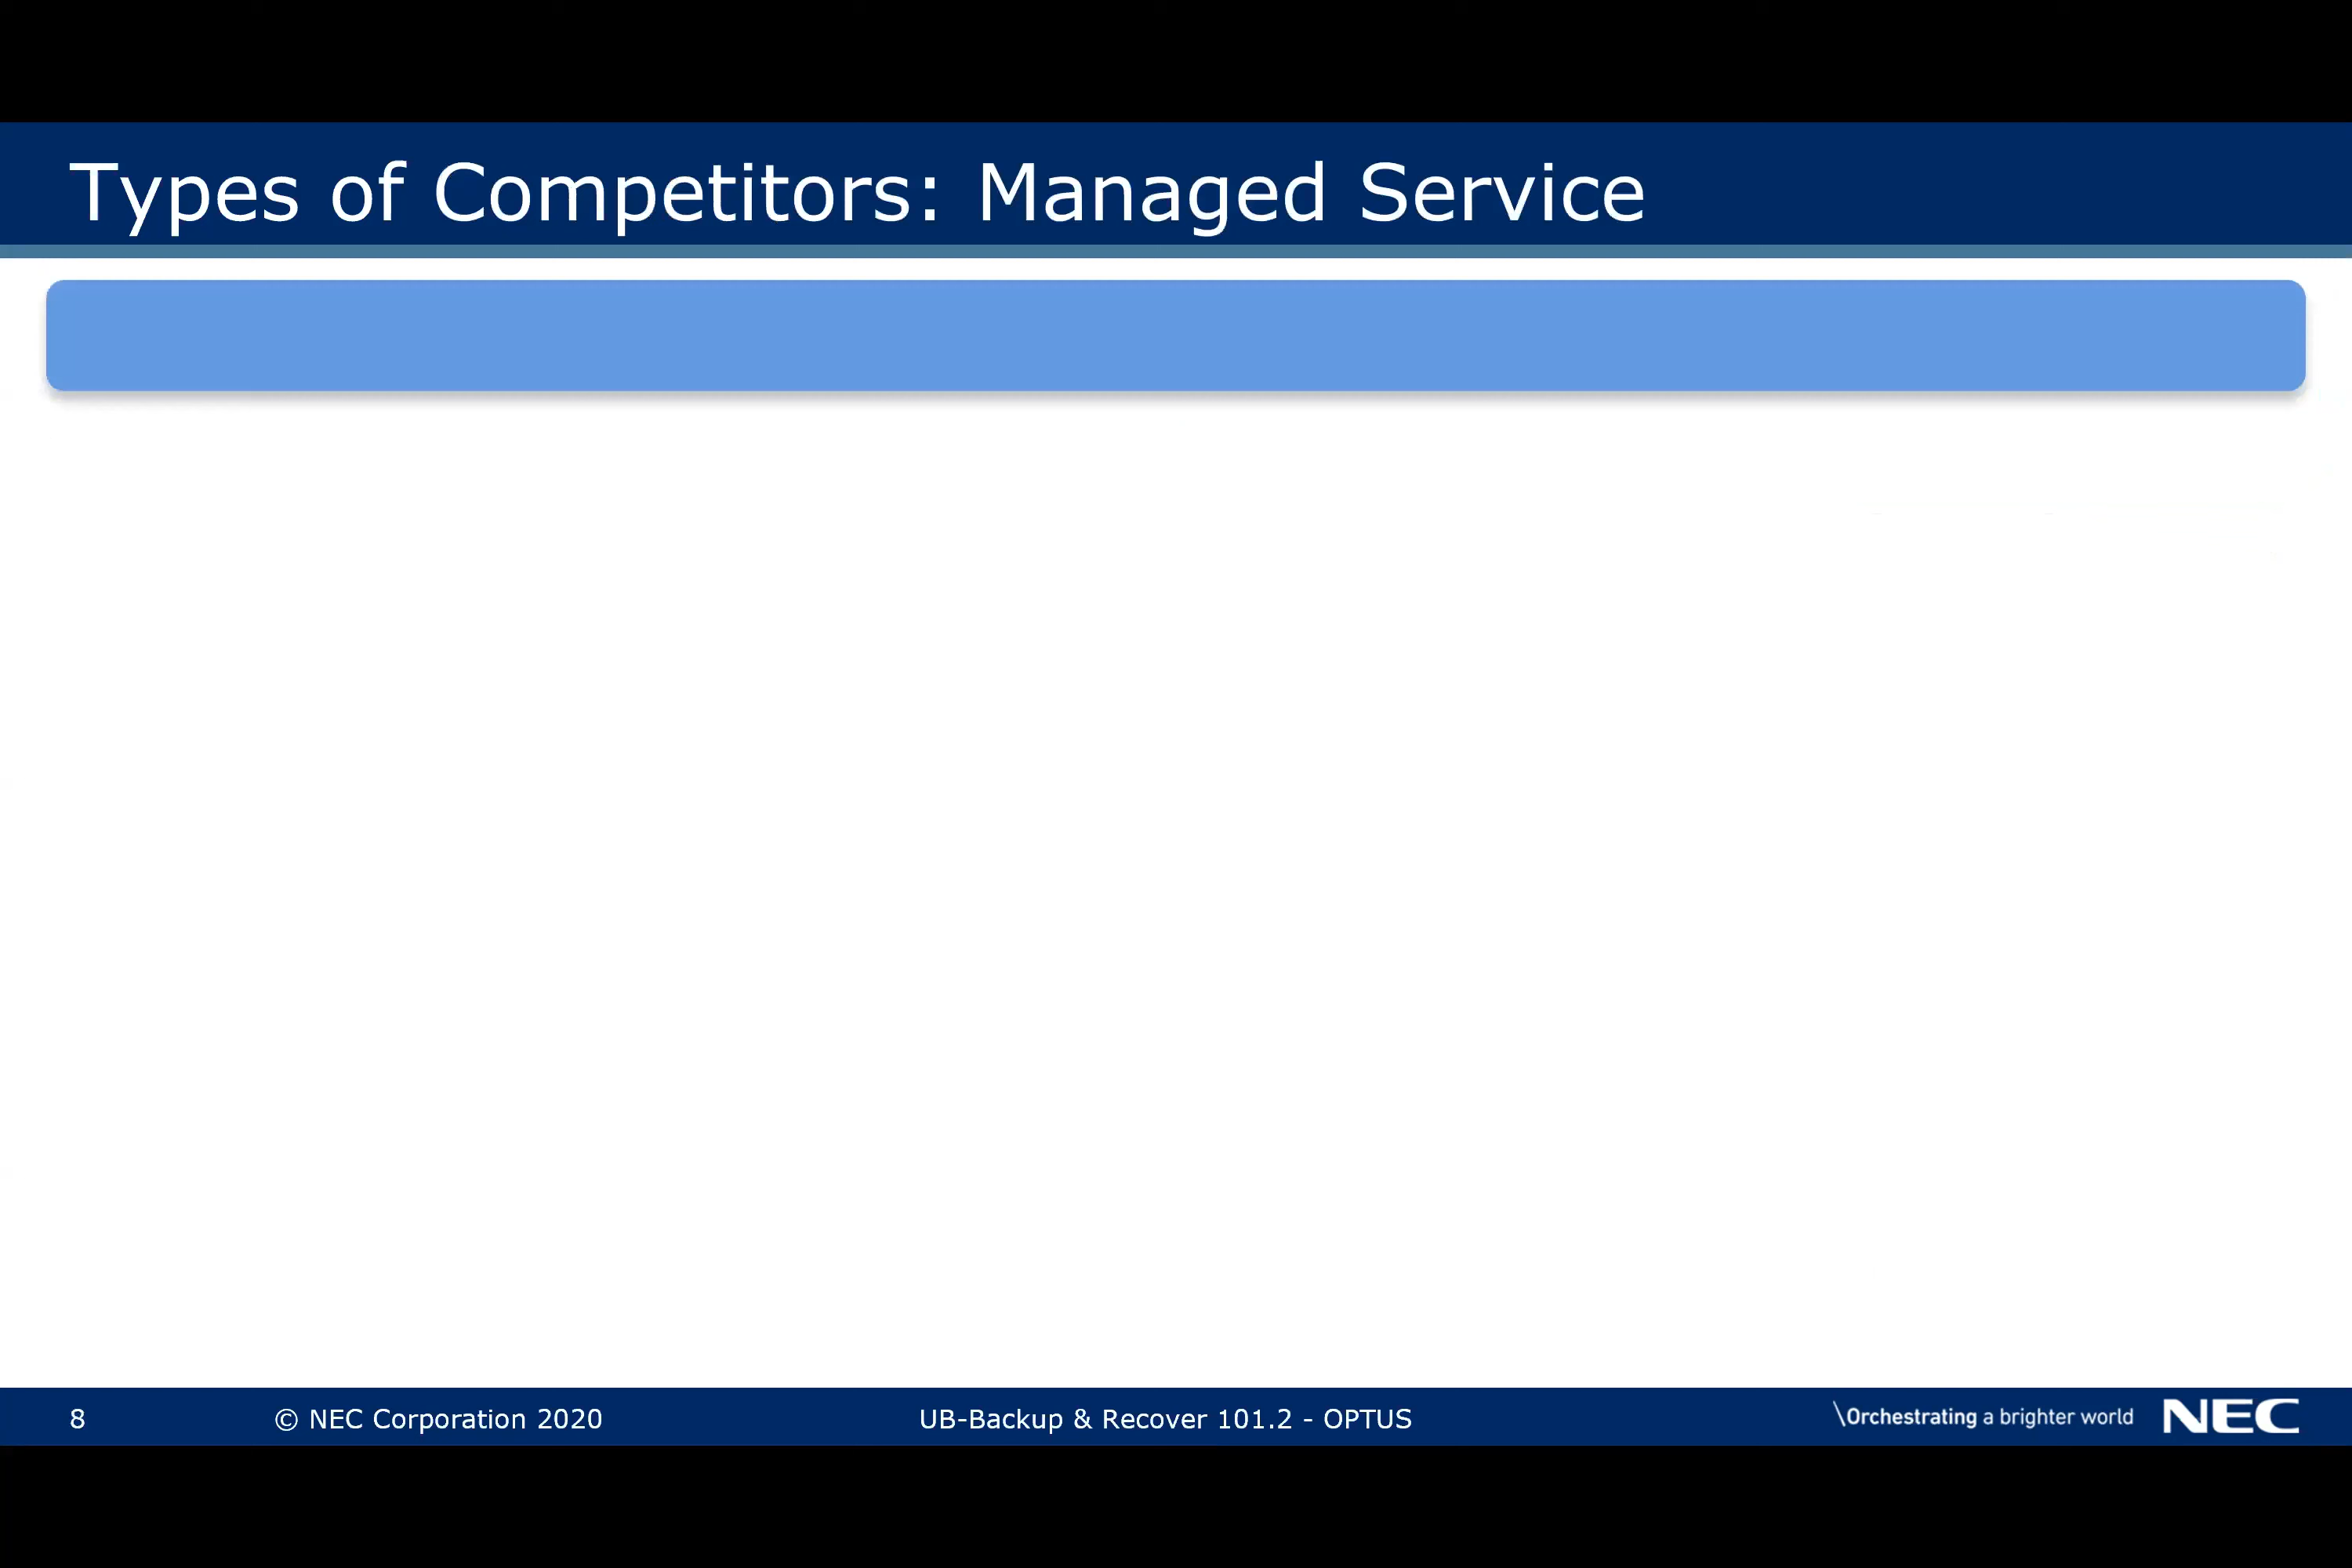 Types of Competitors: Managed Service
8
© NEC Corporation 2020
UB-Backup & Recover 101.2 - OPTUS
\Orchestrating a brighter world
NEC